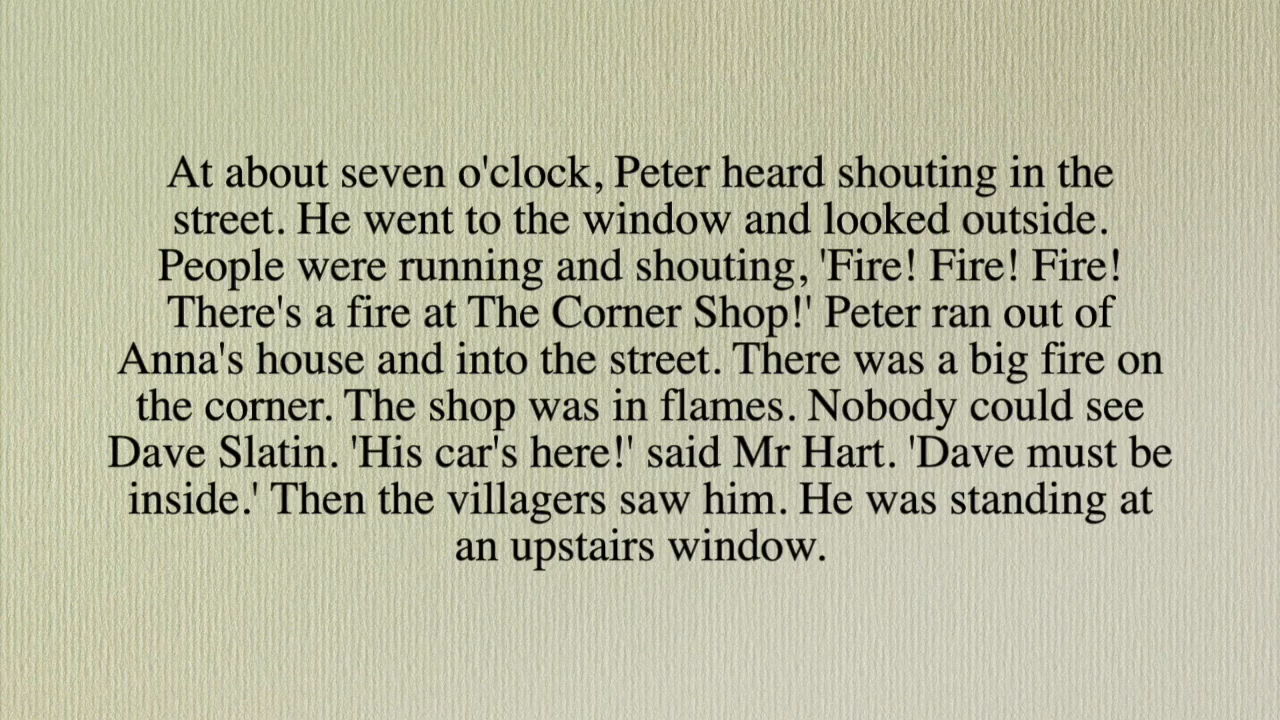 At about seven o'clock, Peter heard shouting in the
street. He went to the window and looked outside.
People were running and shouting, 'Fire! Fire! Fire!
There's a fire at The Corner Shop!' Peter ran out of
Anna's house and into the street. There was a big fire on
the corner. The shop was in flames. Nobody could see
Dave Slatin. 'His car's here!' said Mr Hart. 'Dave must be
inside.' Then the villagers saw him. He was standing at
an upstairs window.